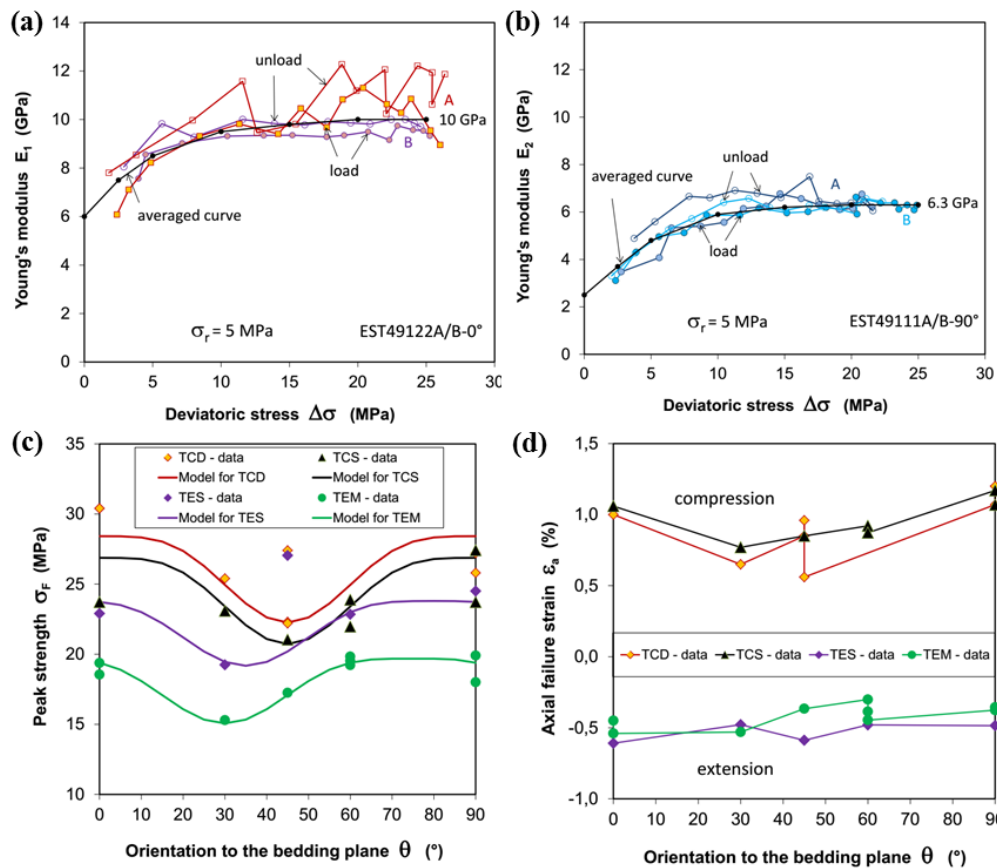 (a)
14
12
10
8
6
4
2
0
Young's modulus E1 (GPa)
unload
A
10 GPa
B
load
averaged curve
σr = 5 MPa
EST49122A/B-0°
0 5 10 15 20 25 30
Deviatoric stress Δσ (MPa)
(b)
14
12
10
8
6
4
2
0
Young's modulus E2 (GPa)
unload
A
averaged curve
6.3 GPa
B
load
σr = 5 MPa
EST49111A/B-90°
0 5 10 15 20 25 30
Deviatoric stress Δσ (MPa)
(c)
35
30
25
20
15
10
Peak strength σF (MPa)
TCD - data TCS - data
Model for TCD Model for TCS
TES - data TEM - data
Model for TES Model for TEM
0 10 20 30 40 50 60 70 80 90
Orientation to the bedding plane θ (°)
(d)
1,5
1,0
0,5
0,0
-0,5
-1,0
Axial failure strain εa (%)
compression
TCD - data TCS - data TES - data TEM - data
extension
0 10 20 30 40 50 60 70 80 90
Orientation to the bedding plane θ (°)